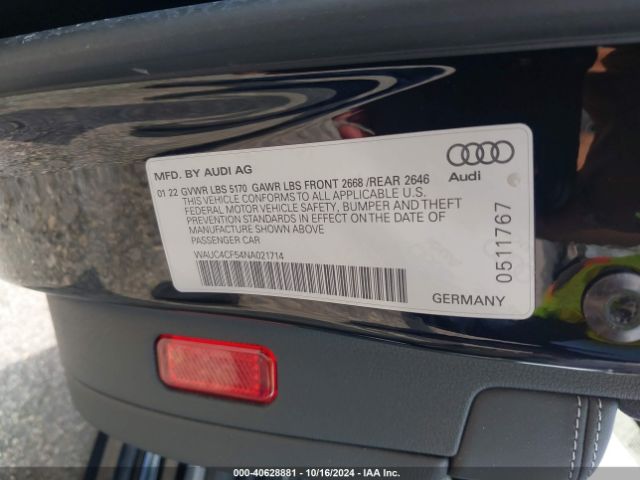 MFD. BY AUDI AG
01 22 GVWR LBS 5170 GAWR LBS FRONT 2668 /REAR 2646
THIS VEHICLE CONFORMS TO ALL APPLICABLE U.S.
FEDERAL MOTOR VEHICLE SAFETY, BUMPER AND THEFT
PREVENTION STANDARDS IN EFFECT ON THE DATE OF
MANUFACTURE SHOWN ABOVE
PASSENGER CAR
WAUC4CF54NA021714
Audi
0511767
GERMANY
000-40628881 - 10/16/2024 - IAA Inc.